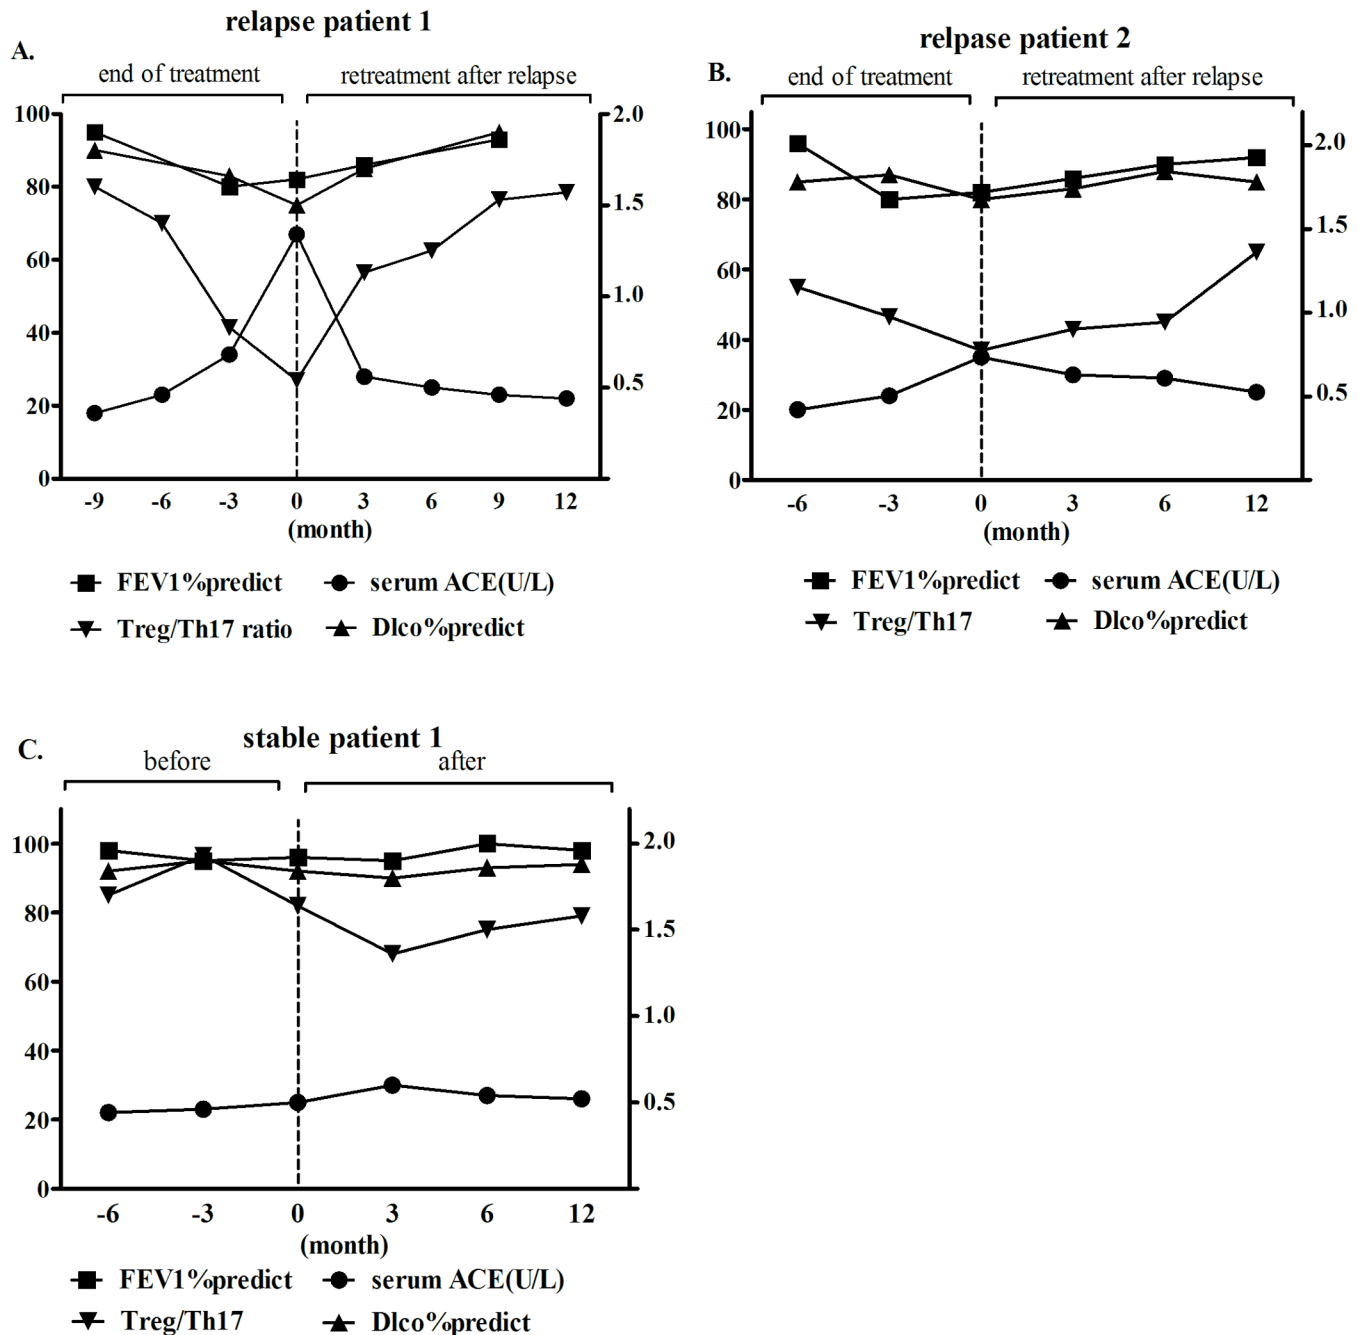 relapse patient 1
A.
end of treatment retreatment after relapse
100 2.0
80
1.5
60
1.0
40
0.5
20
0
-9 -6 -3 0 3 6 9 12
(month)
FEV1%predict serum ACE(U/L)
Treg/Th17 ratio Dlco%predict
relpase patient 2
B.
end of treatment retreatment after relapse
100 2.0
80
1.5
60
1.0
40
0.5
20
0
-6 -3 0 3 6 12
(month)
FEV1%predict serum ACE(U/L)
Treg/Th17 Dlco%predict
C.
stable patient 1
before after
100 2.0
80
1.5
60
1.0
40
0.5
20
0
-6 -3 0 3 6 12
(month)
FEV1%predict serum ACE(U/L)
Treg/Th17 Dlco%predict